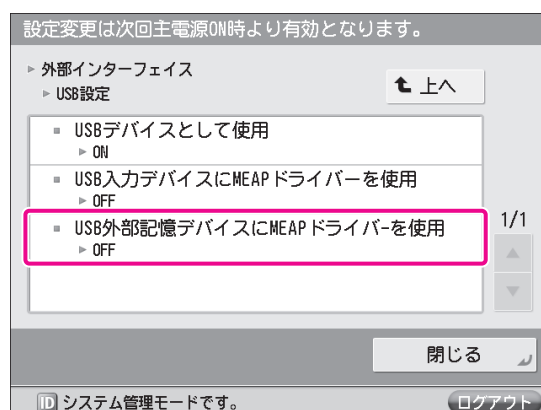 設定変更は次回主電源ON時より有効となります。
外部インターフェイス
USB設定
上へ
USBデバイスとして使用
ON
USB入力デバイスにMEAPドライバーを使用
OFF
USB外部記憶デバイスにMEAPドライバーを使用
OFF
1/1
閉じる
ID システム管理モードです。
ログアウト